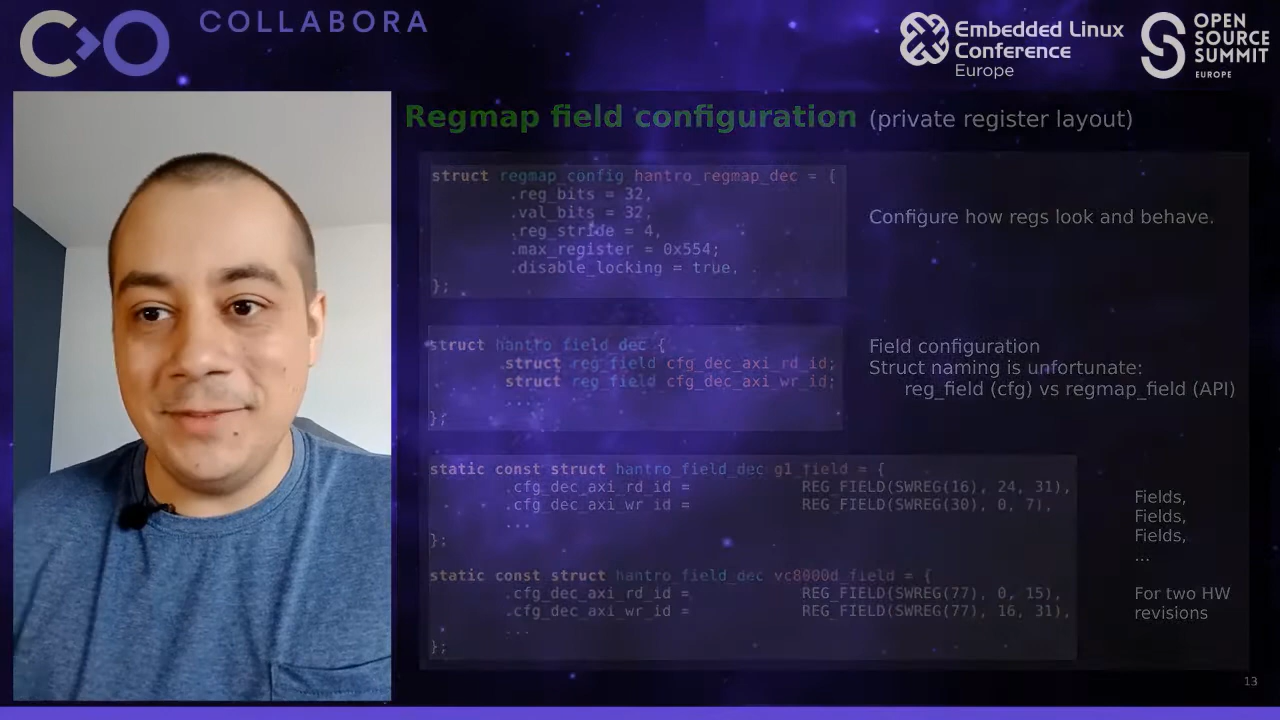 COLLABORA
Embedded Linux
Conference
Europe
OPEN
SOURCE
SUMMIT
EUROPE
Regmap field configuration (private register layout)
struct regmap_config hantro_regmap_dec = {
.reg_bits = 32,
.val_bits = 32,
.reg_stride = 4,
.max_register = 0x554;
.disable_locking = true,
};
Configure how regs look and behave.
struct hantro_field_dec {
struct reg_field cfg_dec_axi_rd_id;
struct reg_field cfg_dec_axi_wr_id;
....
};
Field configuration
Struct naming is unfortunate:
reg_field (cfg) vs regmap_field (API)
static const struct hantro_field_dec g1_field = {
.cfg_dec_axi_rd_id = REG_FIELD(SWREG(16), 24, 31),
.cfg_dec_axi_wr_id = REG_FIELD(SWREG(30), 0, 7),
...
};
static const struct hantro_field_dec vc8000d_field = {
.cfg_dec_axi_rd_id = REG_FIELD(SWREG(77), 0, 15),
.cfg_dec_axi_wr_id = REG_FIELD(SWREG(77), 16, 31),
...
};
Fields,
Fields,
Fields,
...
For two HW
revisions
13